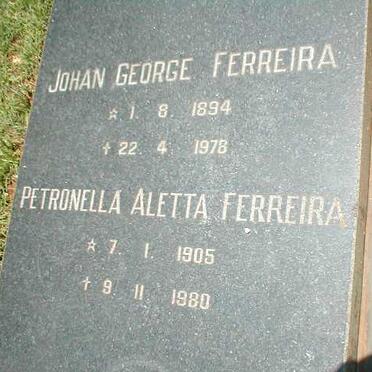 JOHAN GEORGE FERREIRA
☆ 1. 8. 1894
✝ 22. 4. 1978
PETRONELLA ALETTA FERREIRA
☆ 7. 1. 1905
✝ 9. 11. 1980